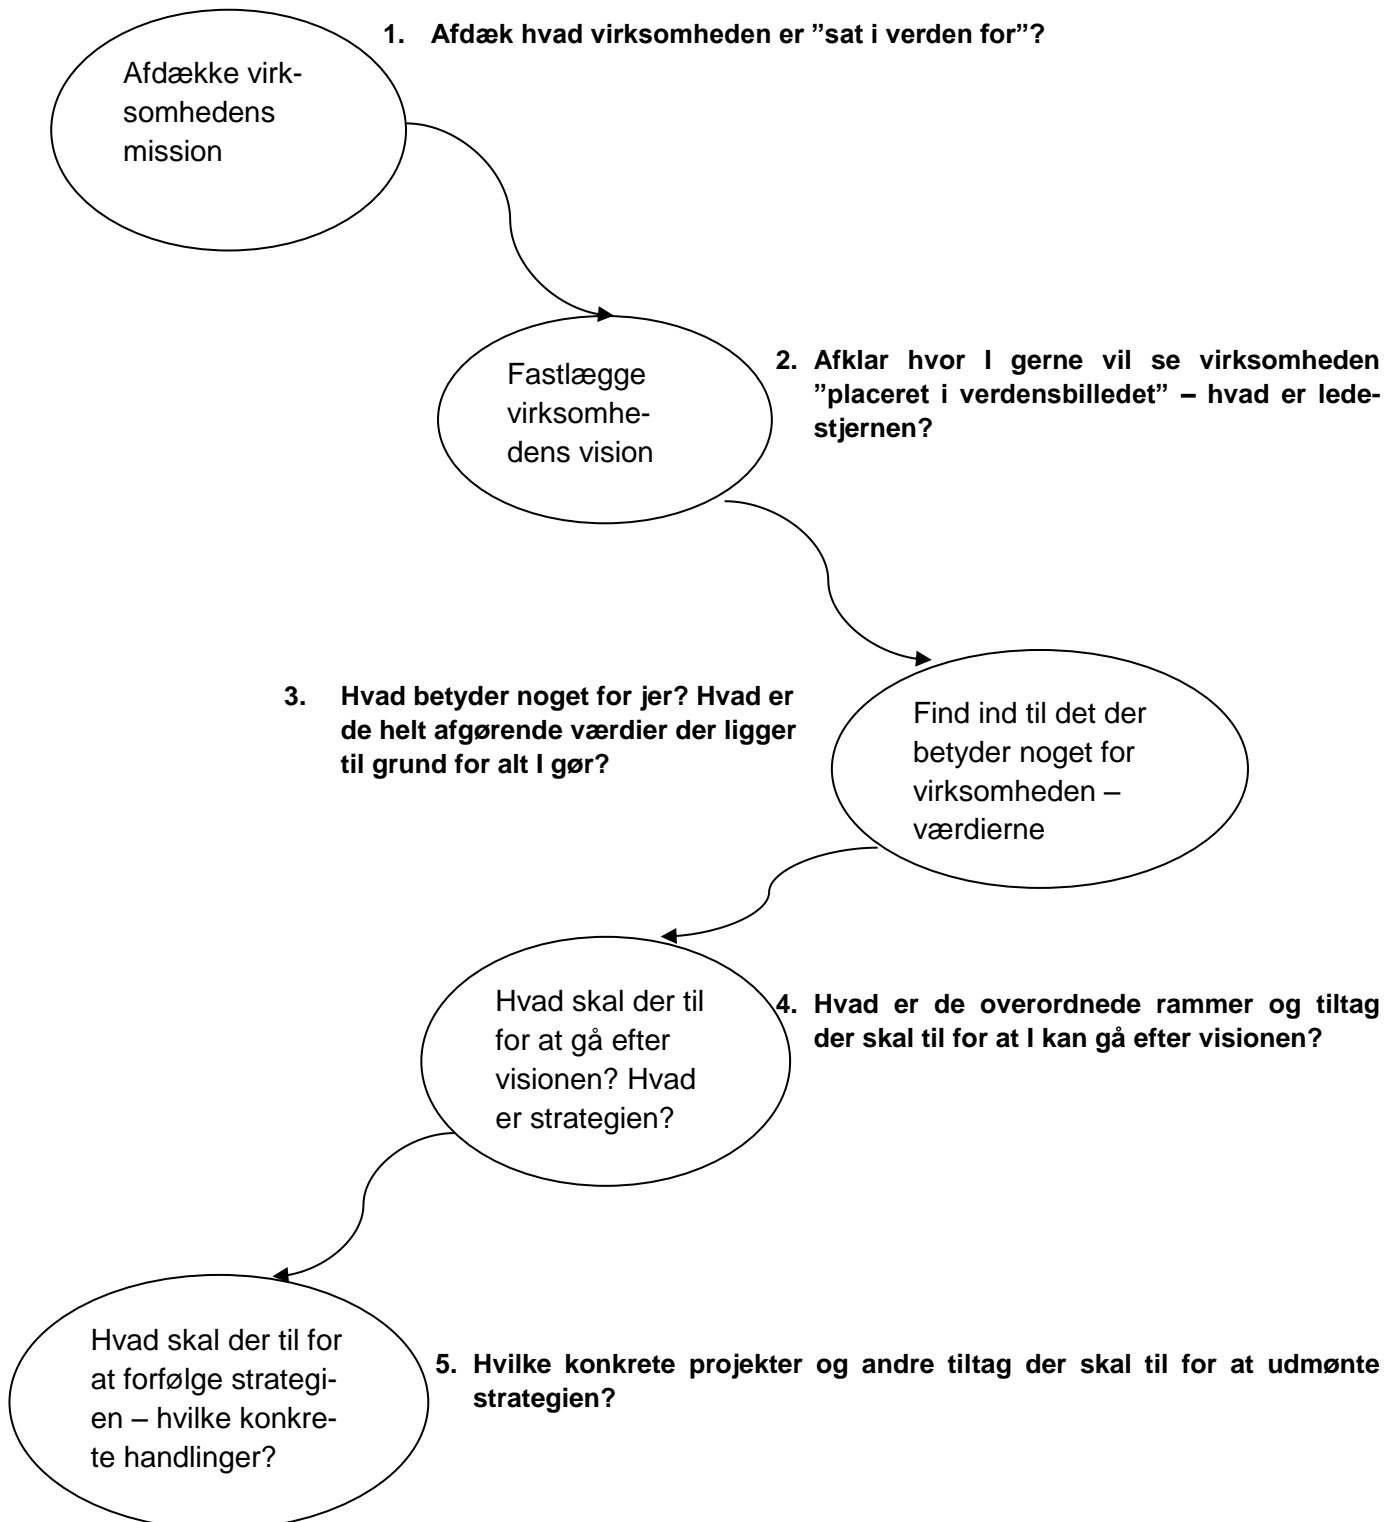 1. Afdæk hvad virksomheden er ”sat i verden for”?
Afdække virk-
somhedens
mission
2. Afklar hvor I gerne vil se virksomheden
”placeret i verdensbilledet” – hvad er lede-
stjernen?
Fastlægge
virksomhe-
dens vision
3. Hvad betyder noget for jer? Hvad er
de helt afgørende værdier der ligger
til grund for alt I gør?
Find ind til det der
betyder noget for
virksomheden –
værdierne
Hvad skal der til
for at gå efter
visionen? Hvad
er strategien?
4. Hvad er de overordnede rammer og tiltag
der skal til for at I kan gå efter visionen?
Hvad skal der til for
at forfølge strategi-
en – hvilke konkre-
te handlinger?
5. Hvilke konkrete projekter og andre tiltag der skal til for at udmønte
strategien?